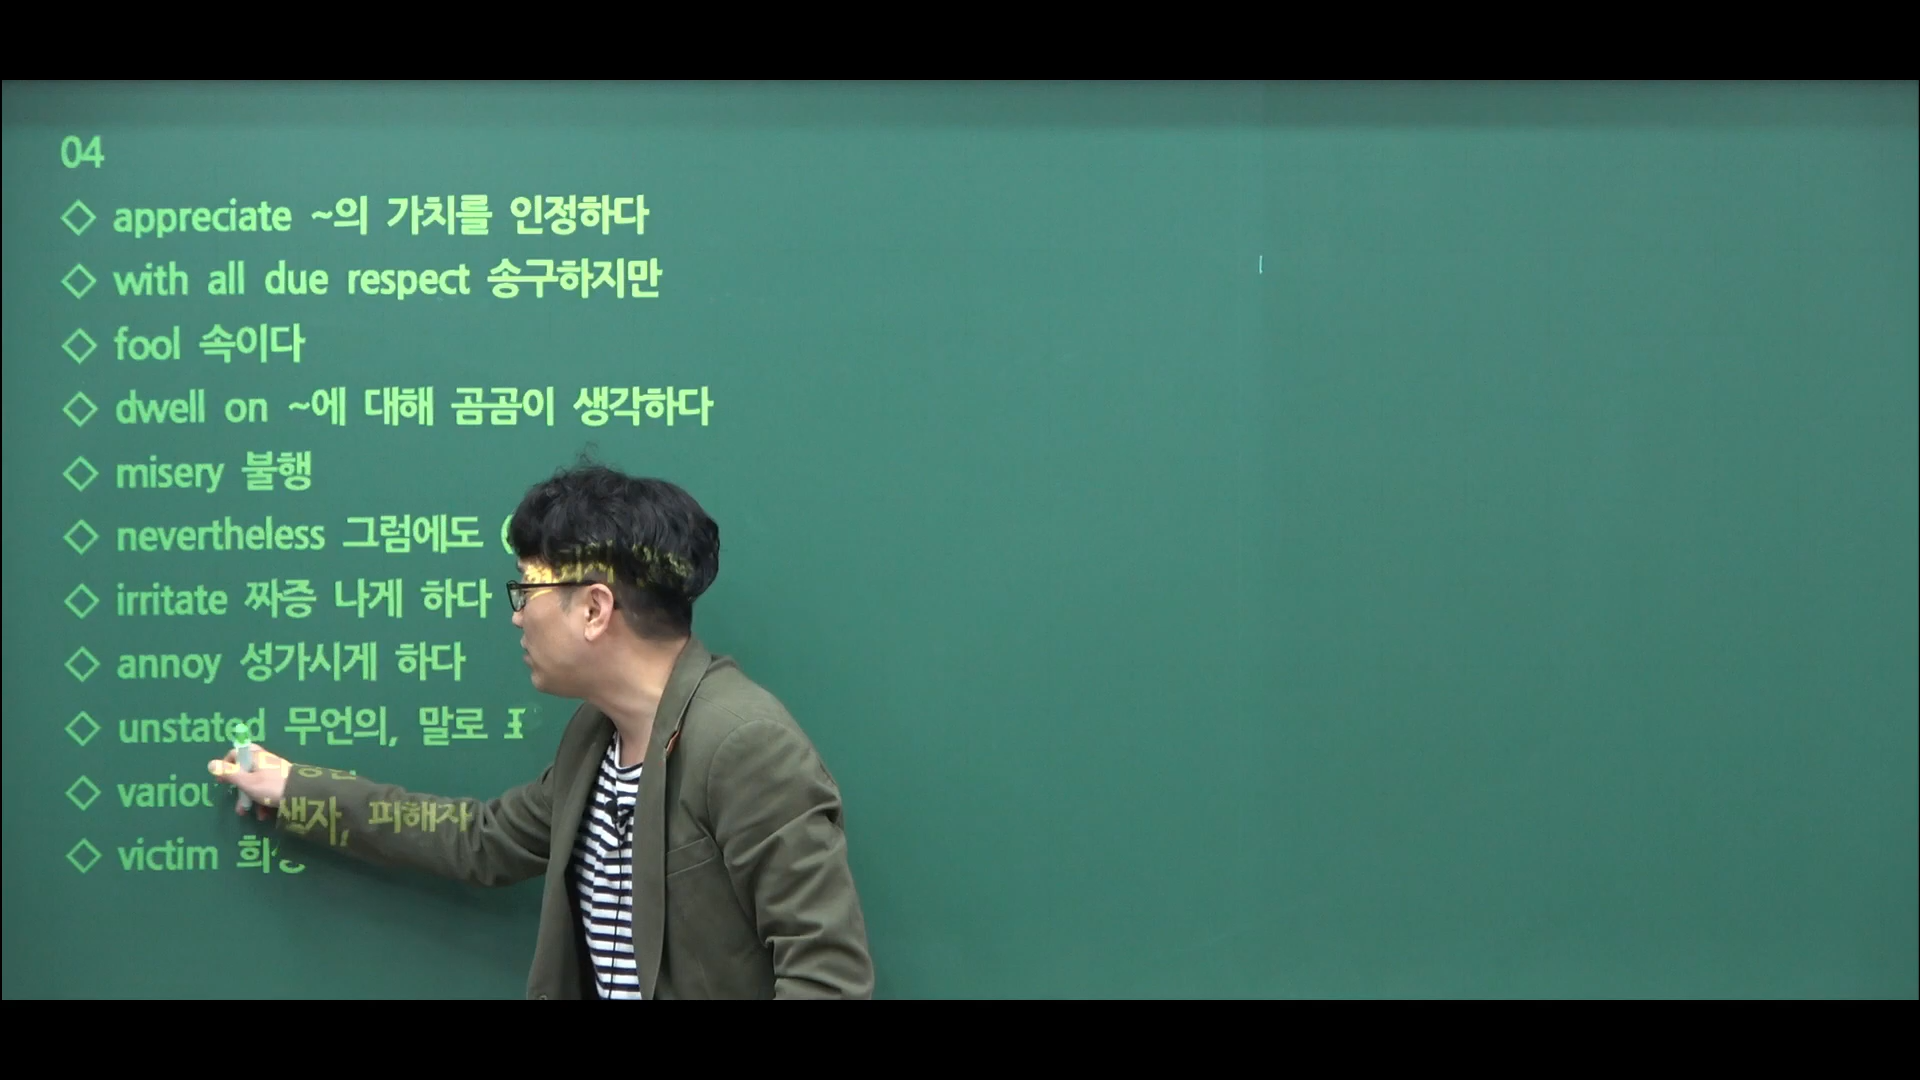 04
◇ appreciate ~의 가치를 인정하다
◇ with all due respect 송구하지만
◇ fool 속이다
◇ dwell on ~에 대해 곰곰이 생각하다
◇ misery 불행
◇ nevertheless 그럼에도
◇ irritate 짜증 나게 하다
◇ annoy 성가시게 하다
◇ unstated 무언의, 말로
◇ various
◇ victim 희생자, 피해자